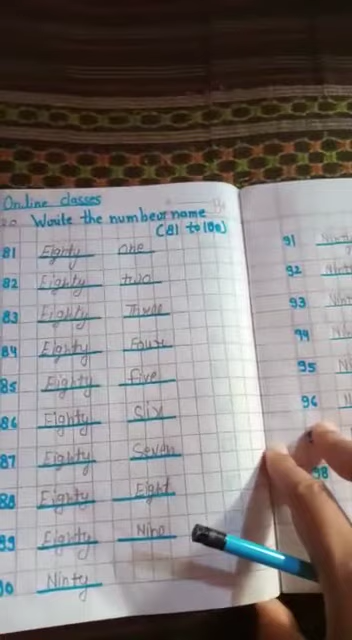 Online classes
Write the number name
(81 to 100)
81 Eighty one
82 Eighty two
83 Eighty Three
84 Eighty Four
85 Eighty five
86 Eighty Six
87 Eighty Seven
88 Eighty Eight
89 Eighty Nine
90 Ninty
91
92
93
94
95
96
98